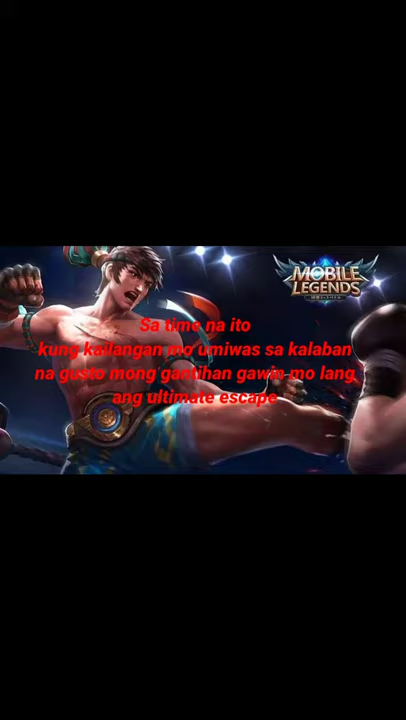 MOBILE
LEGENDS
Sa time na ito
kung kailangan mo umiwas sa kalaban
na gusto mong gantihan gawin mo lang
ang ultimate escape